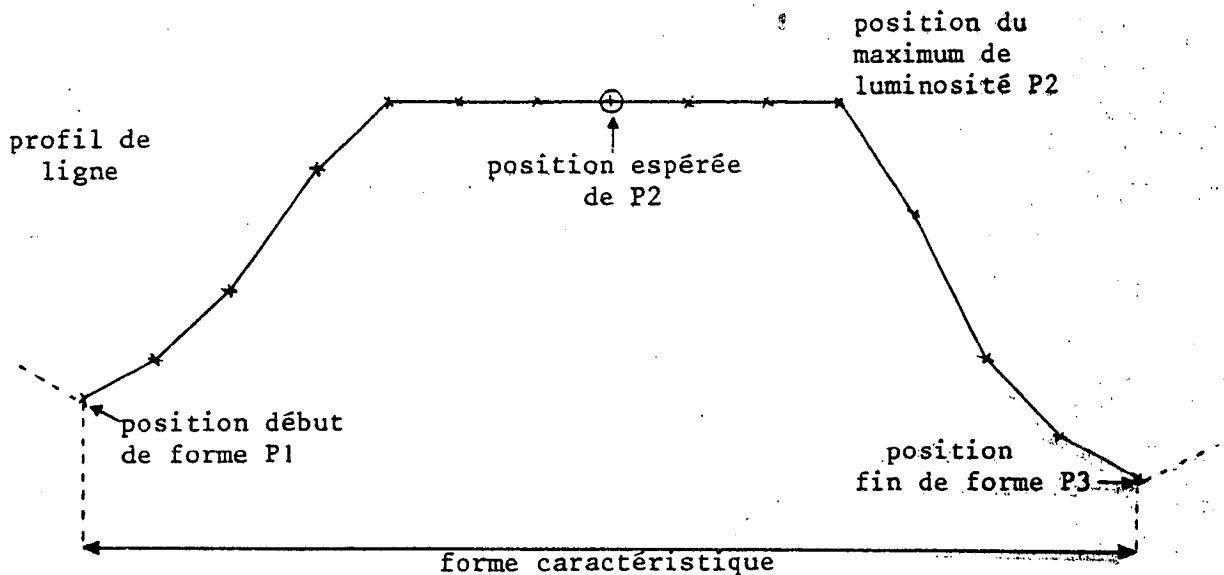 position du
maximum de
luminosité P2
profil de
ligne
position espérée
de P2
position début
de forme P1
position
fin de forme P3
forme caractéristique